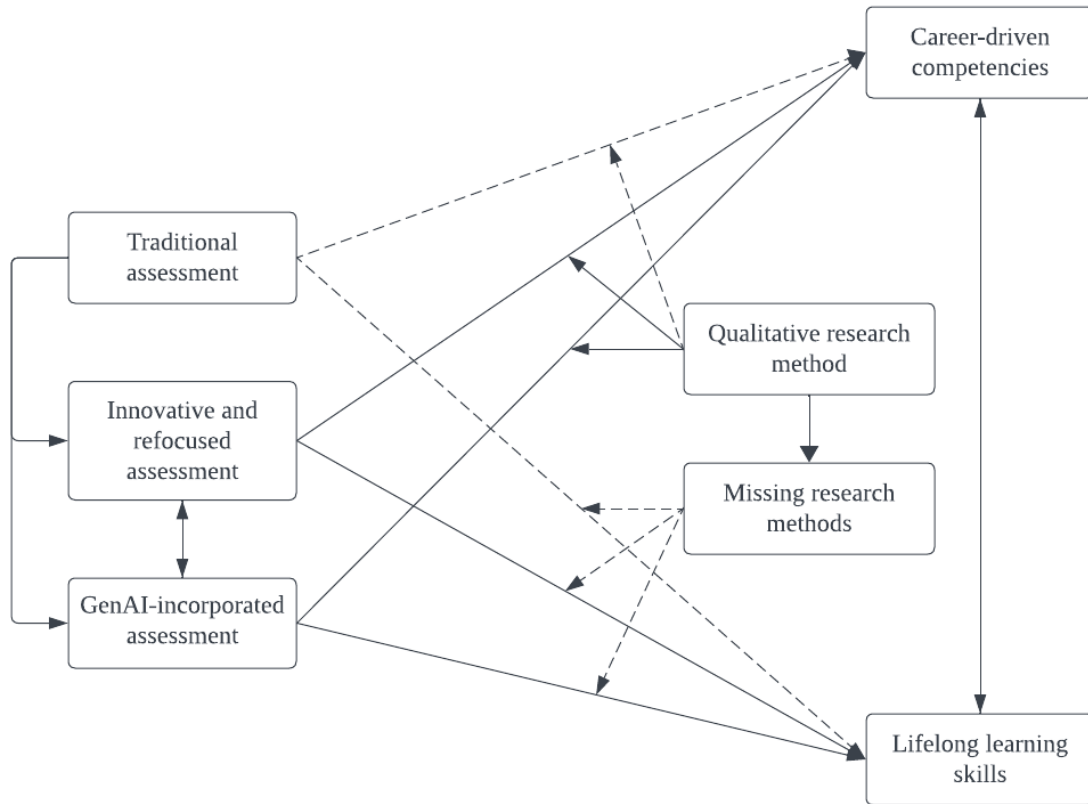 Career-driven
competencies
Traditional
assessment
Qualitative research
method
Innovative and
refocused
assessment
Missing research
methods
GenAI-incorporated
assessment
Lifelong learning
skills